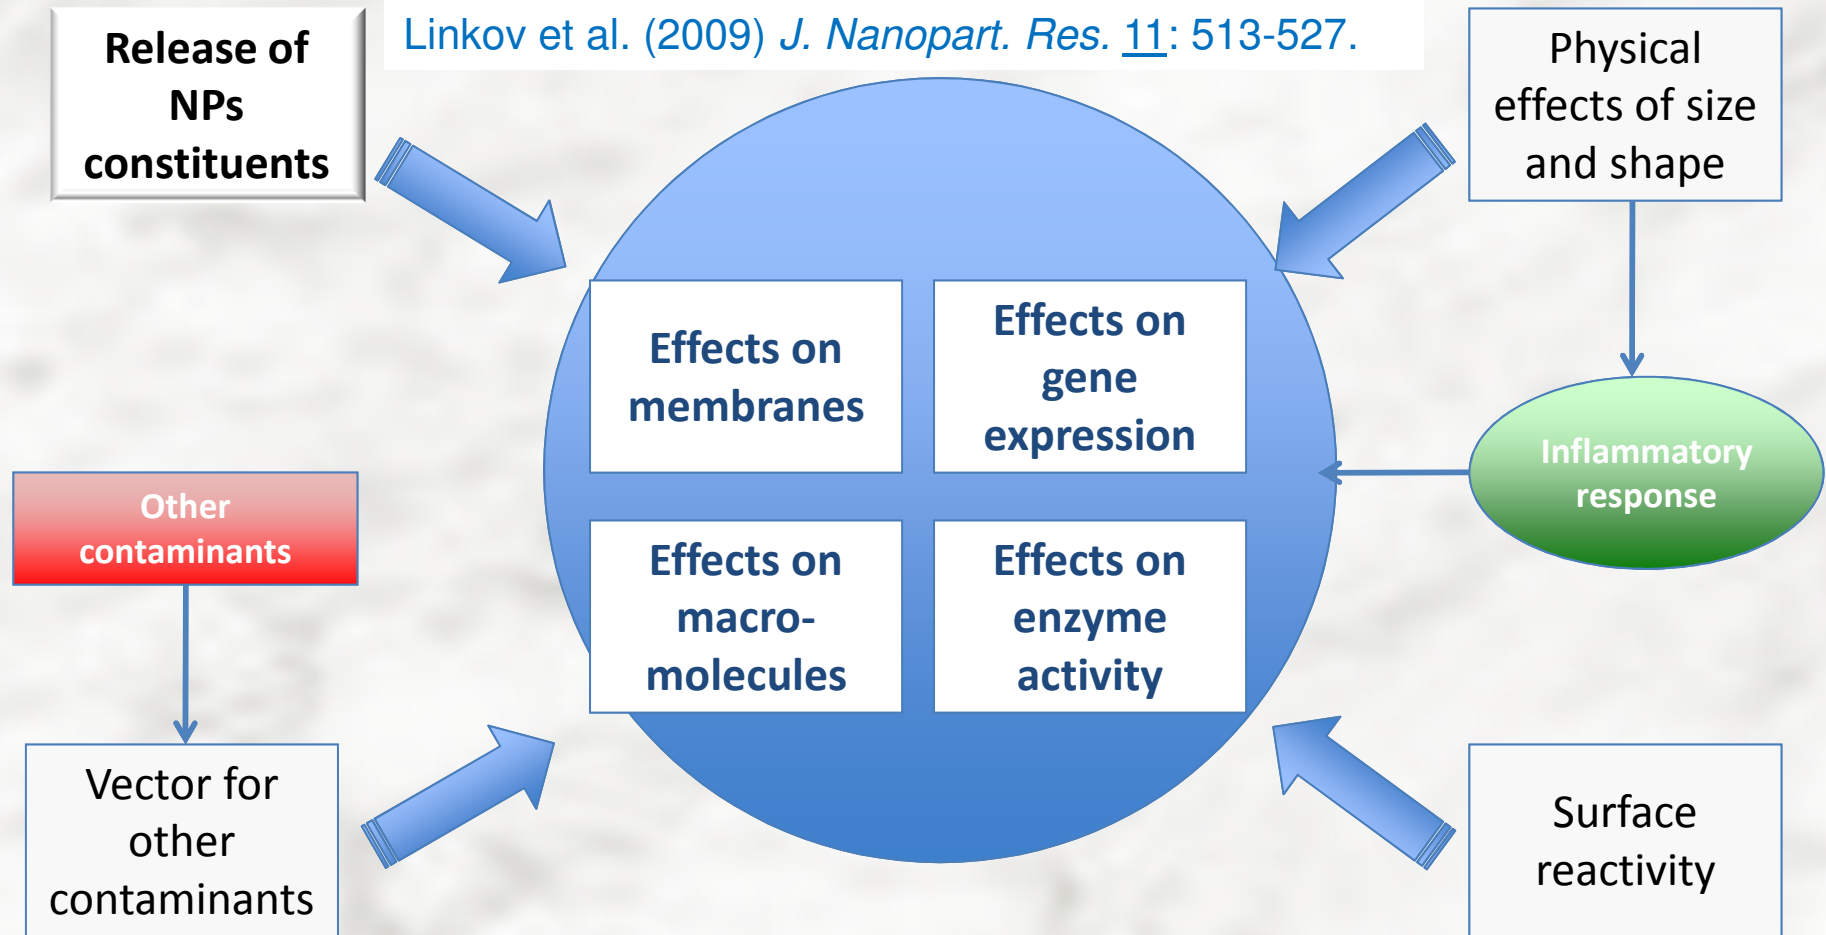 Linkov et al. (2009) J. Nanopart. Res. 11: 513-527.
Release of
NPs
constituents
Physical
effects of size
and shape
Effects on
membranes
Effects on
gene
expression
Inflammatory
response
Other
contaminants
Effects on
macro-
molecules
Effects on
enzyme
activity
Vector for
other
contaminants
Surface
reactivity